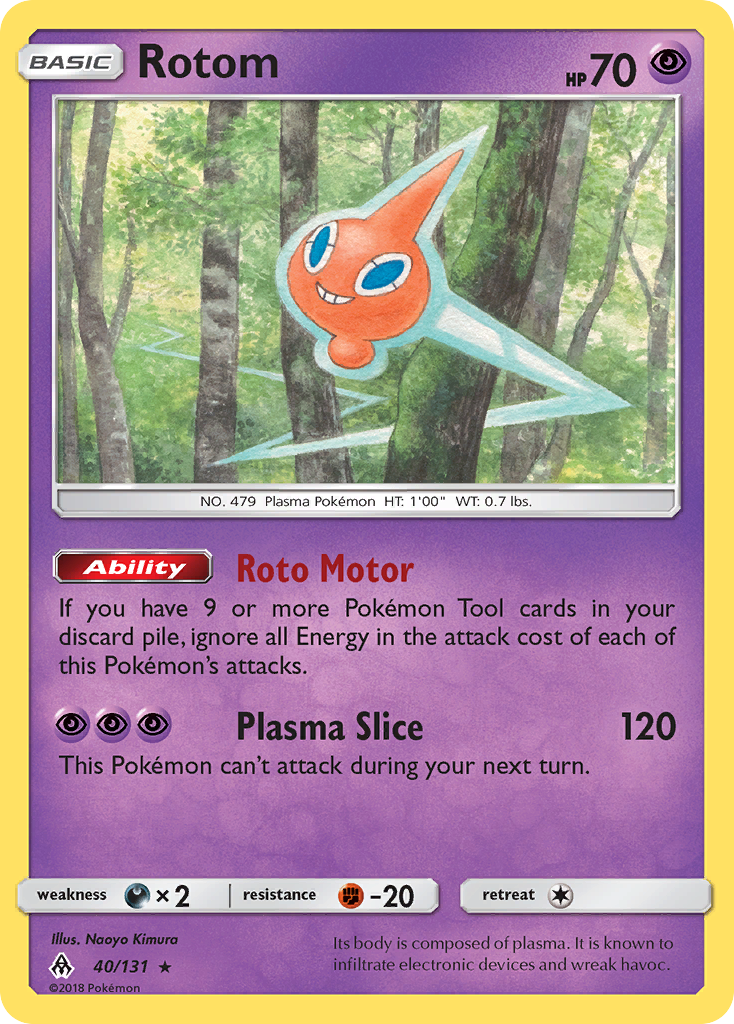 BASIC Rotom HP70
NO. 479 Plasma Pokémon HT: 1'00" WT: 0.7 lbs.
Ability Roto Motor
If you have 9 or more Pokémon Tool cards in your
discard pile, ignore all Energy in the attack cost of each of
this Pokémon's attacks.
Plasma Slice 120
This Pokémon can't attack during your next turn.
weakness ×2 resistance -20 retreat
Illus. Naoyo Kimura
40/131 ★
©2018 Pokémon
Its body is composed of plasma. It is known to
infiltrate electronic devices and wreak havoc.